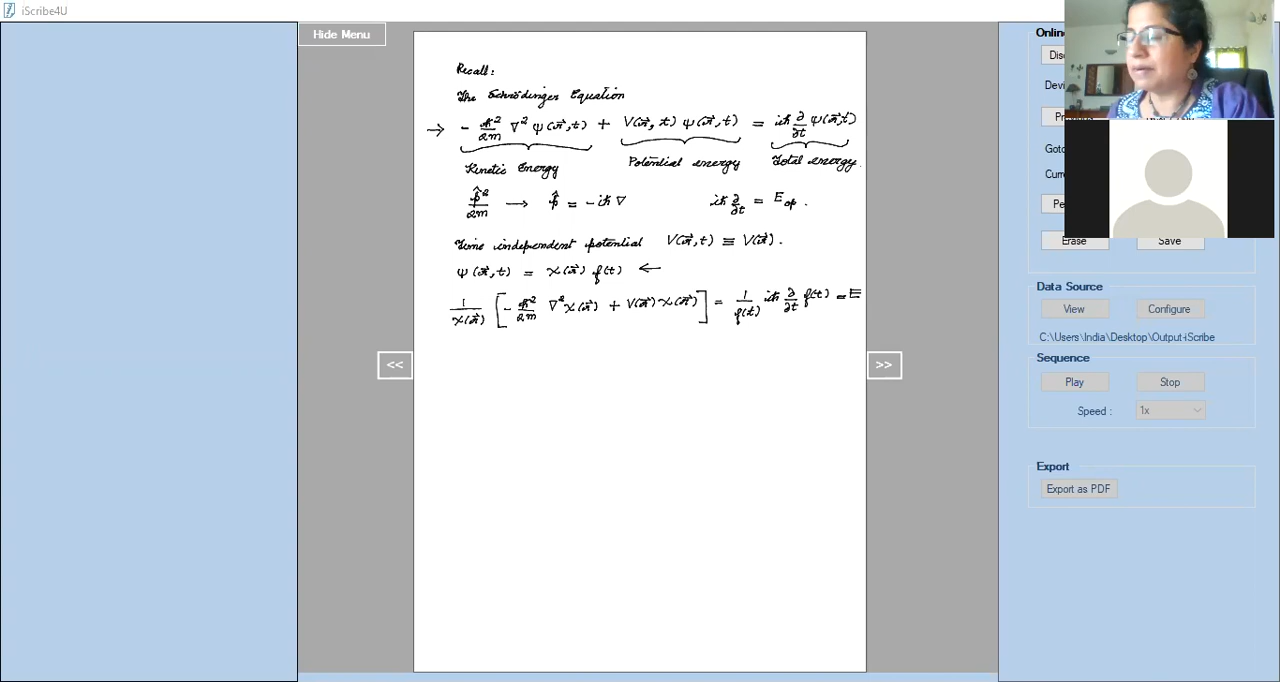 iScribe4U
Hide Menu
Recall:
The Schrödinger Equation
→ - ℏ²/2m ∇² ψ(r⃗,t) + V(r⃗,t) ψ(r⃗,t) = iℏ ∂/∂t ψ(r⃗,t)
Kinetic Energy Potential energy Total energy.
p̂²/2m → p̂ = -iℏ∇ iℏ ∂/∂t = E_op.
Time independent potential V(r⃗,t) ≡ V(r⃗).
ψ(r⃗,t) = χ(r⃗) f(t) ←
1/χ(r⃗) [ - ℏ²/2m ∇² χ(r⃗) + V(r⃗) χ(r⃗) ] = 1/f(t) iℏ ∂/∂t f(t) = E
<<
>>
Erase Save
Data Source
View Configure
C:\Users\India\Desktop\Output-iScribe
Sequence
Play Stop
Speed : 1x
Export
Export as PDF